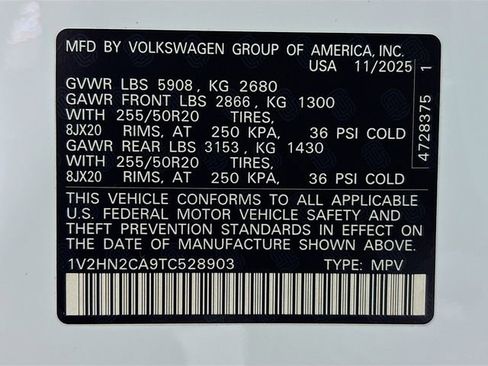 MFD BY VOLKSWAGEN GROUP OF AMERICA, INC.
USA 11/2025
GVWR LBS 5908, KG 2680
GAWR FRONT LBS 2866, KG 1300
WITH 255/50R20 TIRES,
8JX20 RIMS, AT 250 KPA, 36 PSI COLD
GAWR REAR LBS 3153, KG 1430
WITH 255/50R20 TIRES,
8JX20 RIMS, AT 250 KPA, 36 PSI COLD
THIS VEHICLE CONFORMS TO ALL APPLICABLE
U.S. FEDERAL MOTOR VEHICLE SAFETY AND
THEFT PREVENTION STANDARDS IN EFFECT ON
THE DATE OF MANUFACTURE SHOWN ABOVE.
1V2HN2CA9TC528903 TYPE: MPV
4728375 1